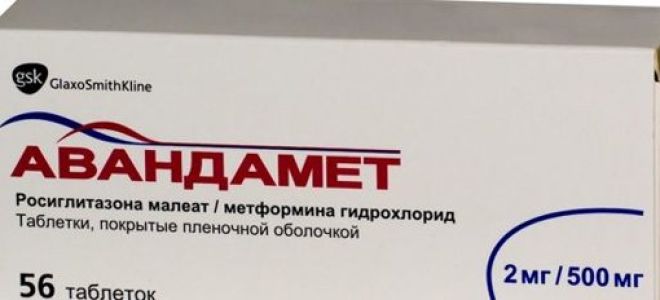 gsk GlaxoSmithKline
АВАНДАМЕТ
Росиглитазона малеат / метформина гидрохлорид
Таблетки, покрытые пленочной оболочкой
56 таблеток
2 мг / 500 мг